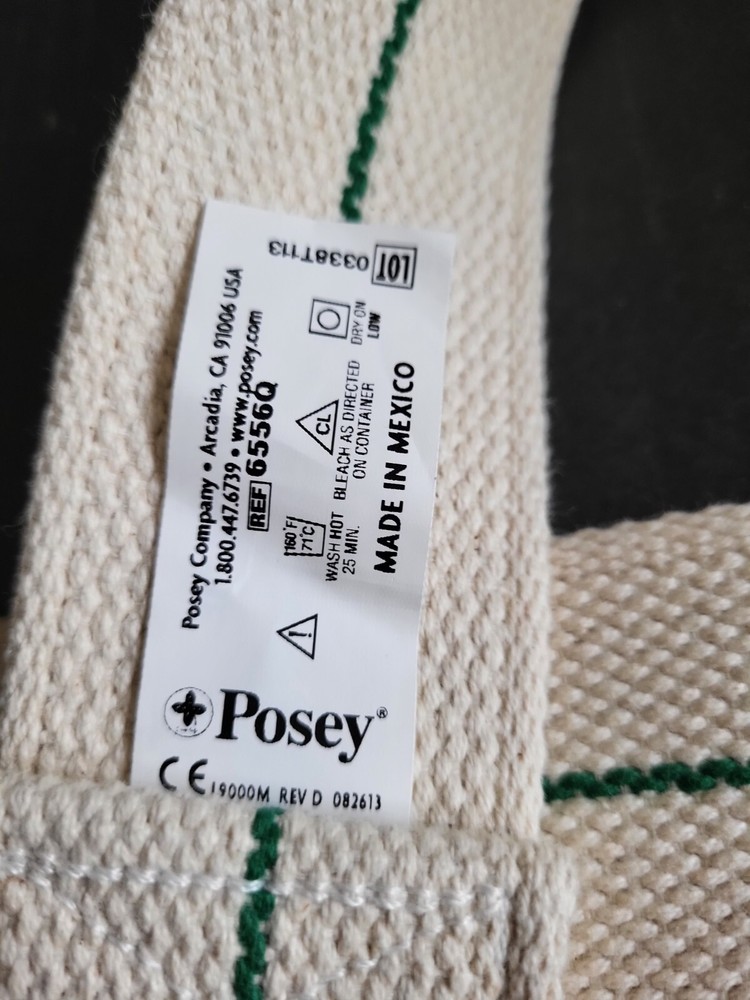 Posey Company • Arcadia, CA 91006 USA
1.800.447.6739 • www.posey.com
REF 6556Q
160°F
71°C
WASH HOT
25 MIN.
CL
BLEACH AS DIRECTED
ON CONTAINER
DRY ON
LOW
MADE IN MEXICO
LOT 0338T113
!
Posey®
CE 19000M REV D 082613